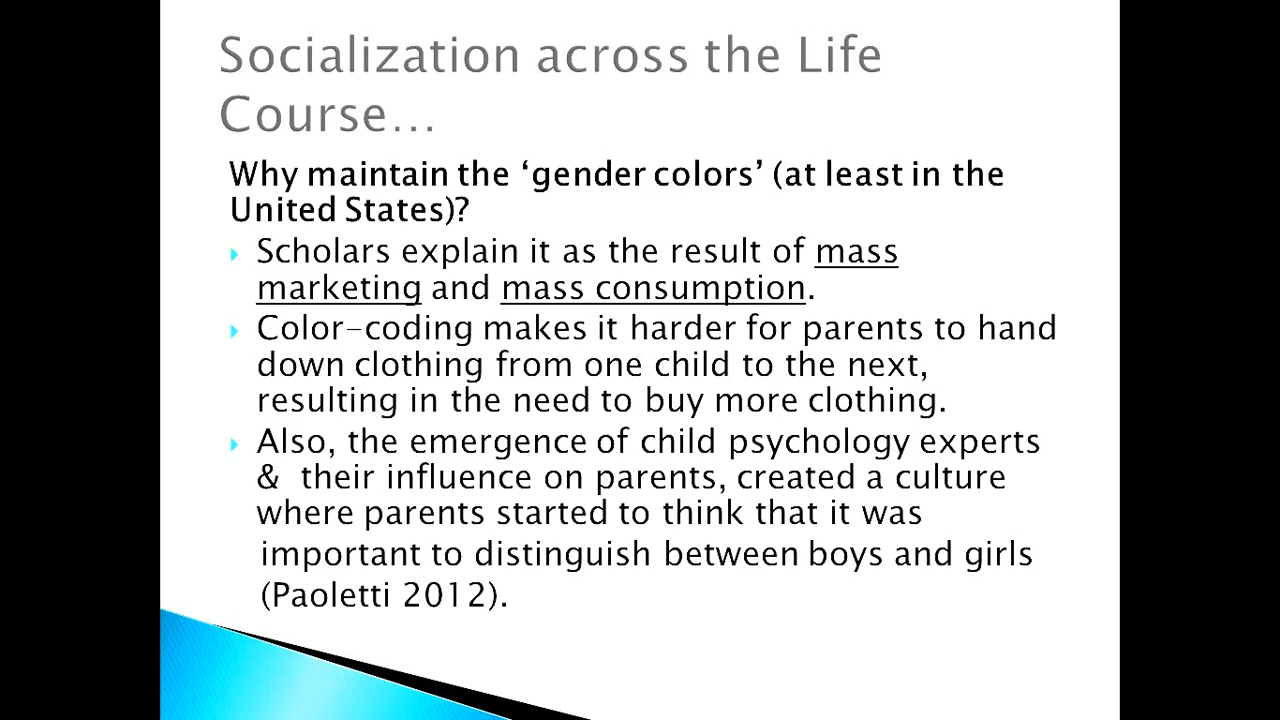 Socialization across the Life
Course…
Why maintain the ‘gender colors’ (at least in the
United States)?
Scholars explain it as the result of mass
marketing and mass consumption.
Color-coding makes it harder for parents to hand
down clothing from one child to the next,
resulting in the need to buy more clothing.
Also, the emergence of child psychology experts
&  their influence on parents, created a culture
where parents started to think that it was
important to distinguish between boys and girls
(Paoletti 2012).